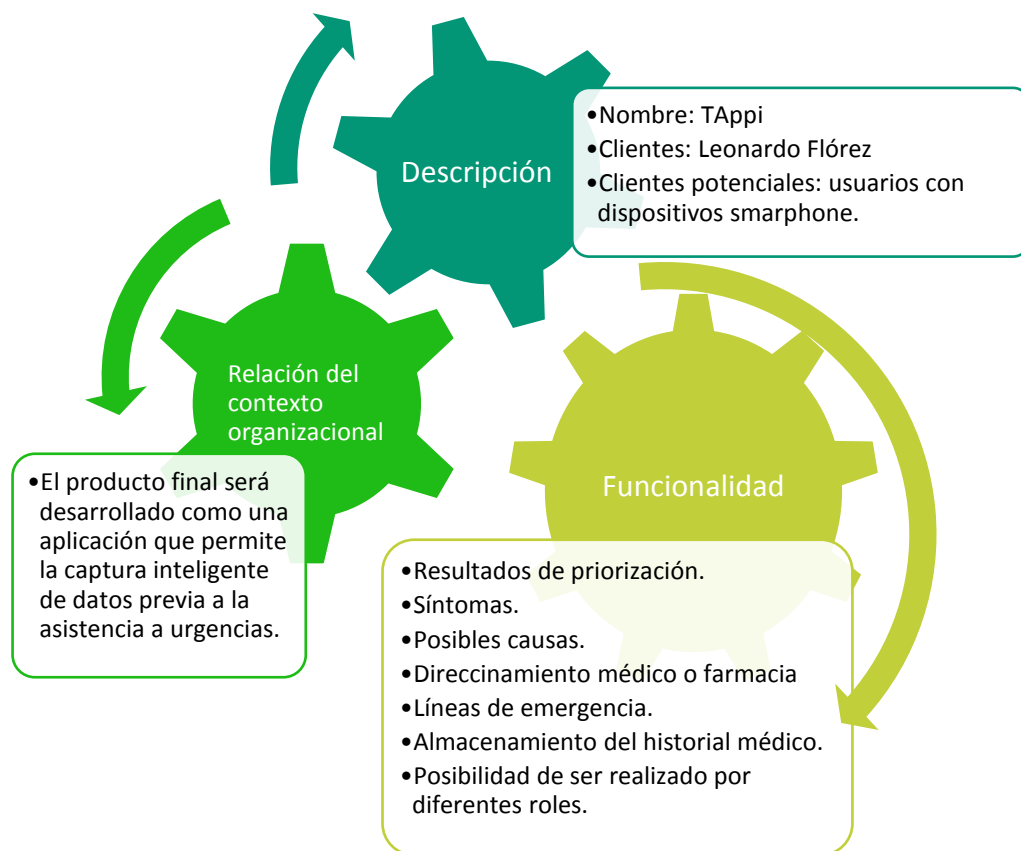 Descripción
•Nombre: TAppi
•Clientes: Leonardo Flórez
•Clientes potenciales: usuarios con
dispositivos smarphone.
Relación del
contexto
organizacional
•El producto final será
desarrollado como una
aplicación que permite
la captura inteligente
de datos previa a la
asistencia a urgencias.
Funcionalidad
•Resultados de priorización.
•Síntomas.
•Posibles causas.
•Direccinamiento médico o farmacia
•Líneas de emergencia.
•Almacenamiento del historial médico.
•Posibilidad de ser realizado por
diferentes roles.